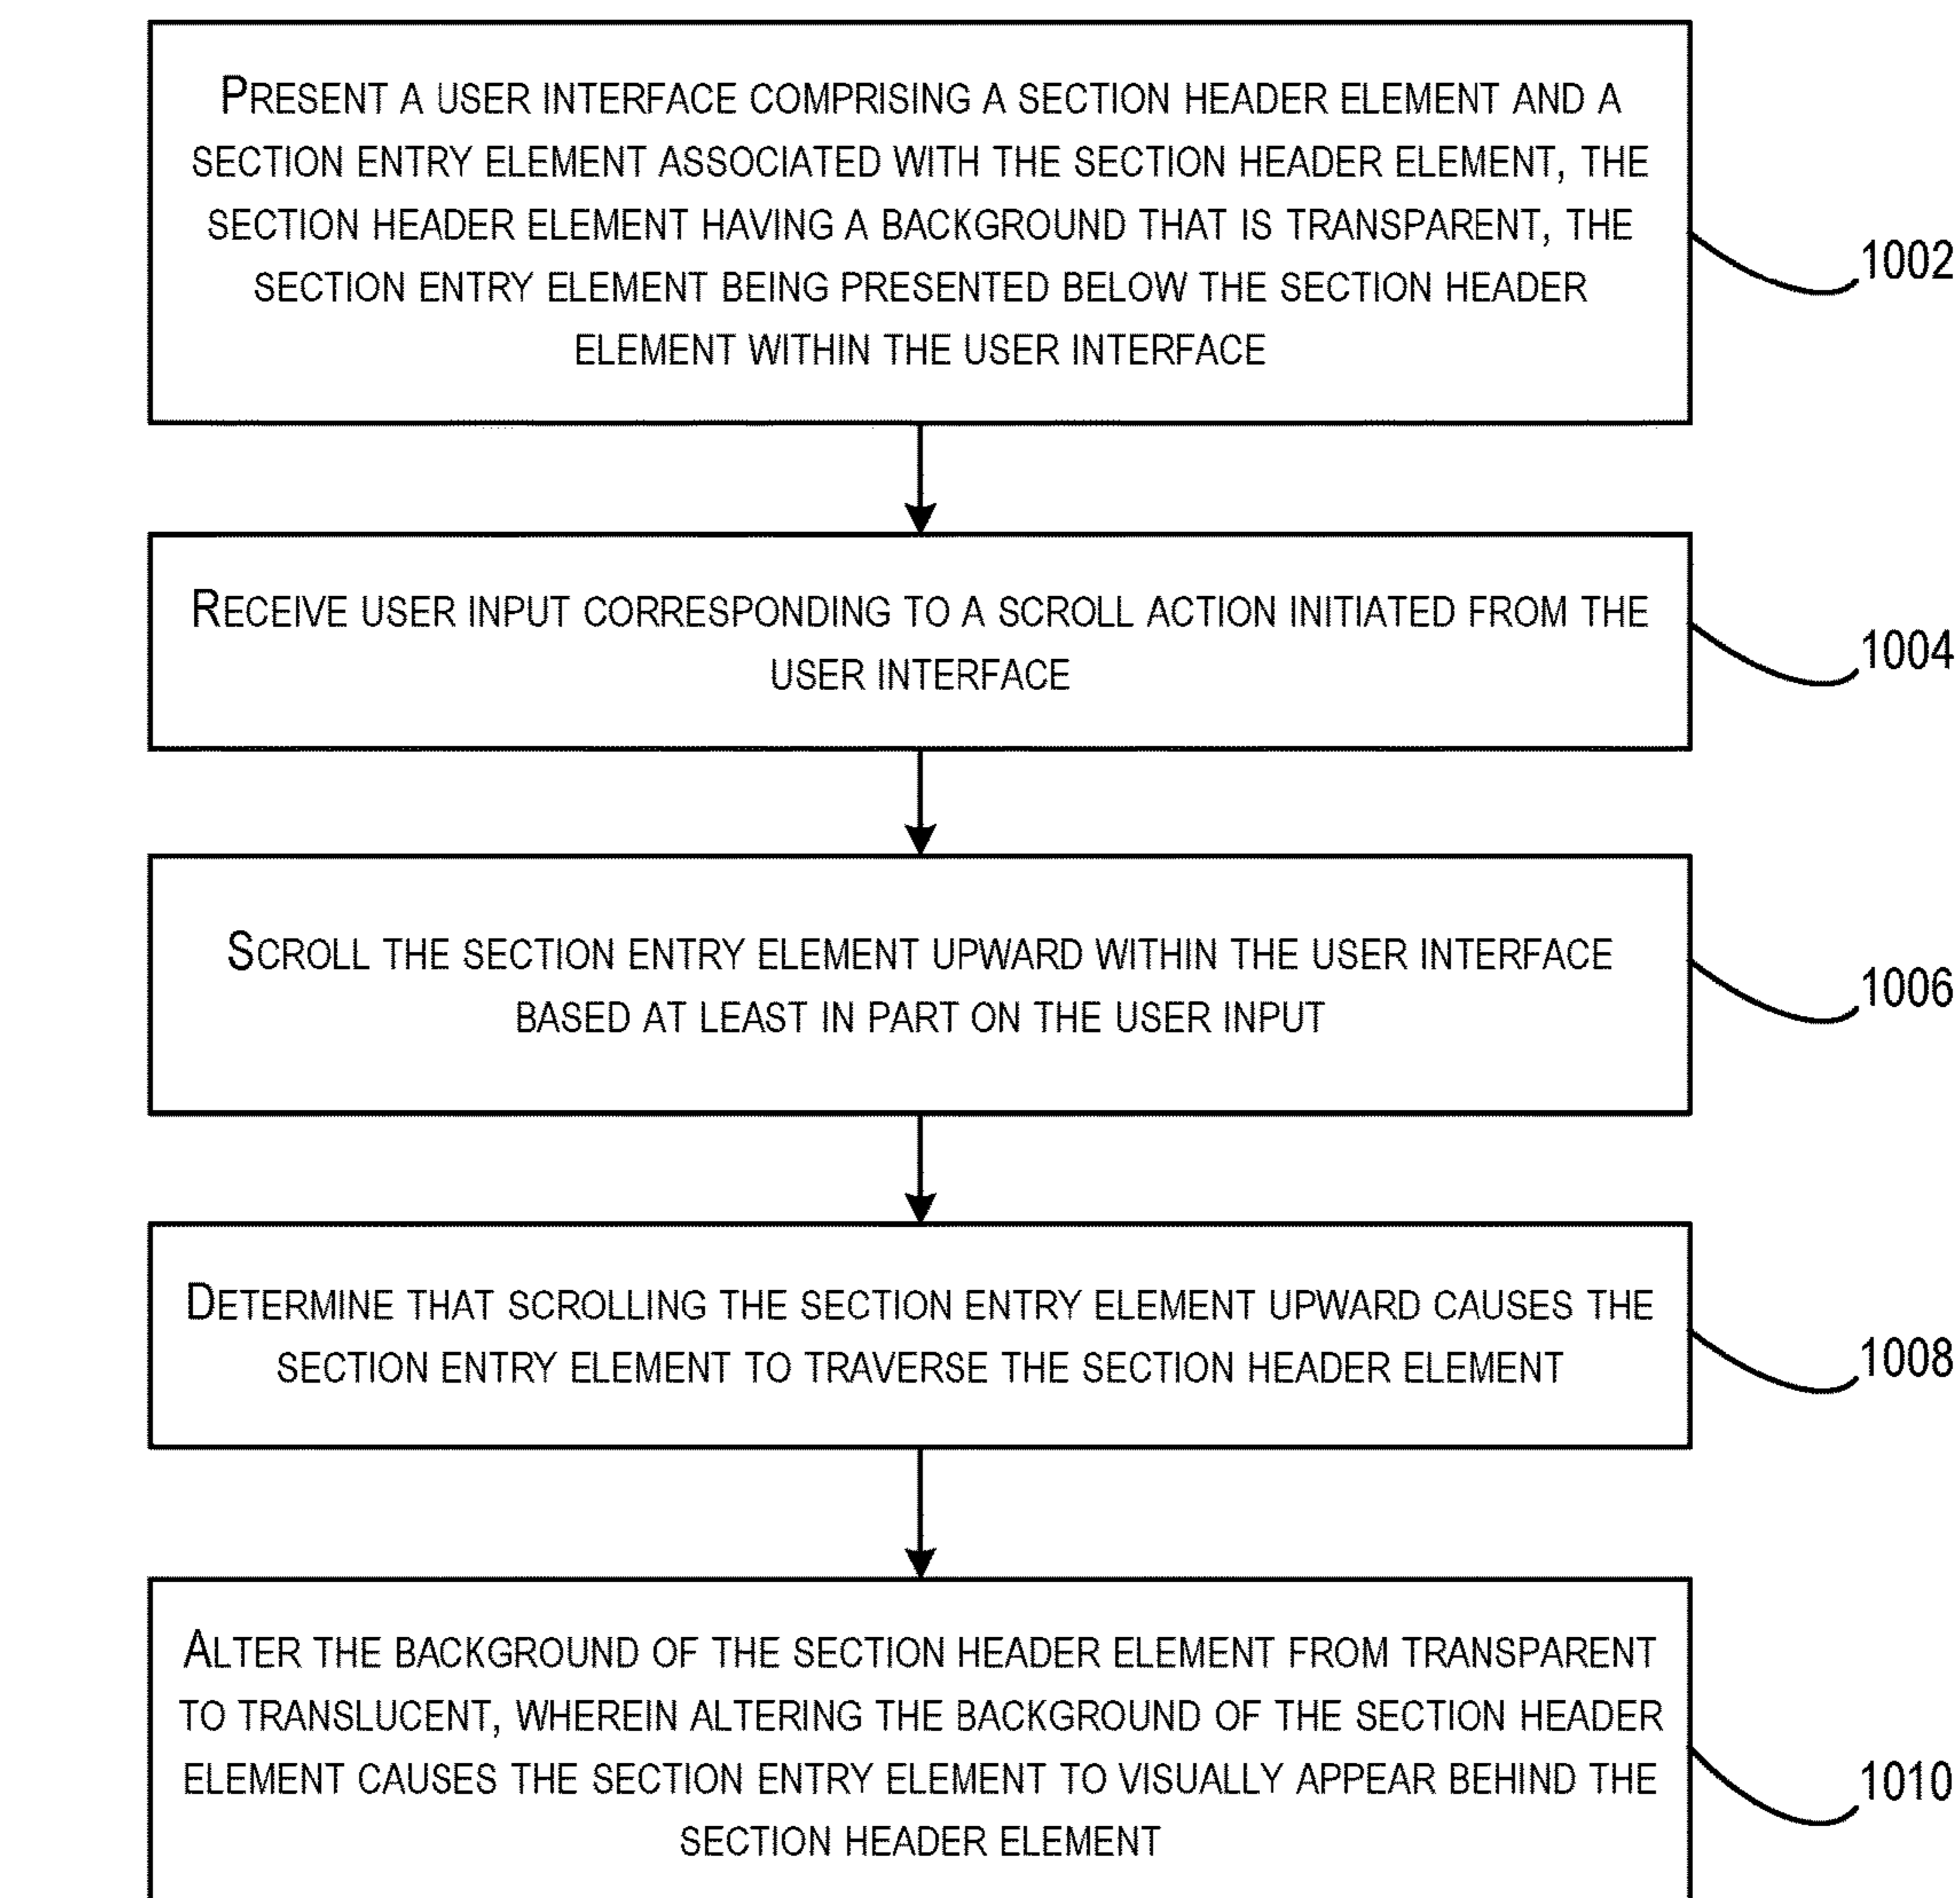 PRESENT A USER INTERFACE COMPRISING A SECTION HEADER ELEMENT AND A
SECTION ENTRY ELEMENT ASSOCIATED WITH THE SECTION HEADER ELEMENT, THE
SECTION HEADER ELEMENT HAVING A BACKGROUND THAT IS TRANSPARENT, THE
SECTION ENTRY ELEMENT BEING PRESENTED BELOW THE SECTION HEADER
ELEMENT WITHIN THE USER INTERFACE
1002
RECEIVE USER INPUT CORRESPONDING TO A SCROLL ACTION INITIATED FROM THE
USER INTERFACE
1004
SCROLL THE SECTION ENTRY ELEMENT UPWARD WITHIN THE USER INTERFACE
BASED AT LEAST IN PART ON THE USER INPUT
1006
DETERMINE THAT SCROLLING THE SECTION ENTRY ELEMENT UPWARD CAUSES THE
SECTION ENTRY ELEMENT TO TRAVERSE THE SECTION HEADER ELEMENT
1008
ALTER THE BACKGROUND OF THE SECTION HEADER ELEMENT FROM TRANSPARENT
TO TRANSLUCENT, WHEREIN ALTERING THE BACKGROUND OF THE SECTION HEADER
ELEMENT CAUSES THE SECTION ENTRY ELEMENT TO VISUALLY APPEAR BEHIND THE
SECTION HEADER ELEMENT
1010